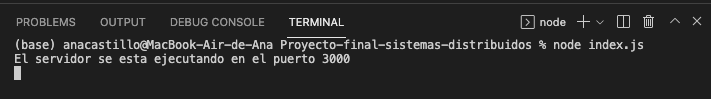 PROBLEMS OUTPUT DEBUG CONSOLE TERMINAL node
(base) anacastillo@MacBook-Air-de-Ana Proyecto-final-sistemas-distribuidos % node index.js
El servidor se esta ejecutando en el puerto 3000